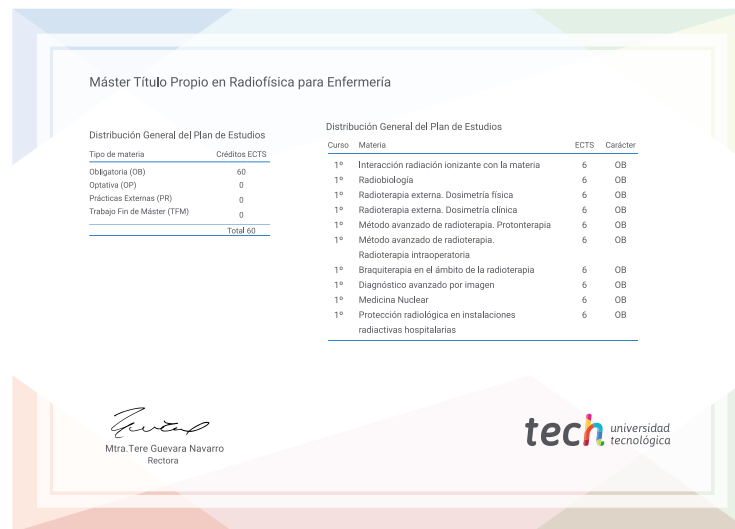 Máster Título Propio en Radiofísica para Enfermería
Distribución General del Plan de Estudios
Tipo de materia Créditos ECTS
Obligatoria (OB) 60
Optativa (OP) 0
Prácticas Externas (PR) 0
Trabajo Fin de Máster (TFM) 0
Total 60
Distribución General del Plan de Estudios
Curso Materia ECTS Carácter
1º Interacción radiación ionizante con la materia 6 OB
1º Radiobiología 6 OB
1º Radioterapia externa. Dosimetría física 6 OB
1º Radioterapia externa. Dosimetría clínica 6 OB
1º Método avanzado de radioterapia. Protonterapia 6 OB
1º Método avanzado de radioterapia. 6 OB
Radioterapia intraoperatoria
1º Braquiterapia en el ámbito de la radioterapia 6 OB
1º Diagnóstico avanzado por imagen 6 OB
1º Medicina Nuclear 6 OB
1º Protección radiológica en instalaciones 6 OB
radiactivas hospitalarias
Mtra.Tere Guevara Navarro
Rectora
tech universidad
tecnológica